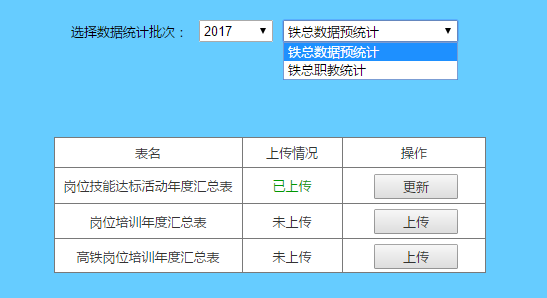 选择数据统计批次： 2017 铁总数据预统计
铁总数据预统计
铁总职教统计
表名 上传情况 操作
岗位技能达标活动年度汇总表 已上传 更新
岗位培训年度汇总表 未上传 上传
高铁岗位培训年度汇总表 未上传 上传